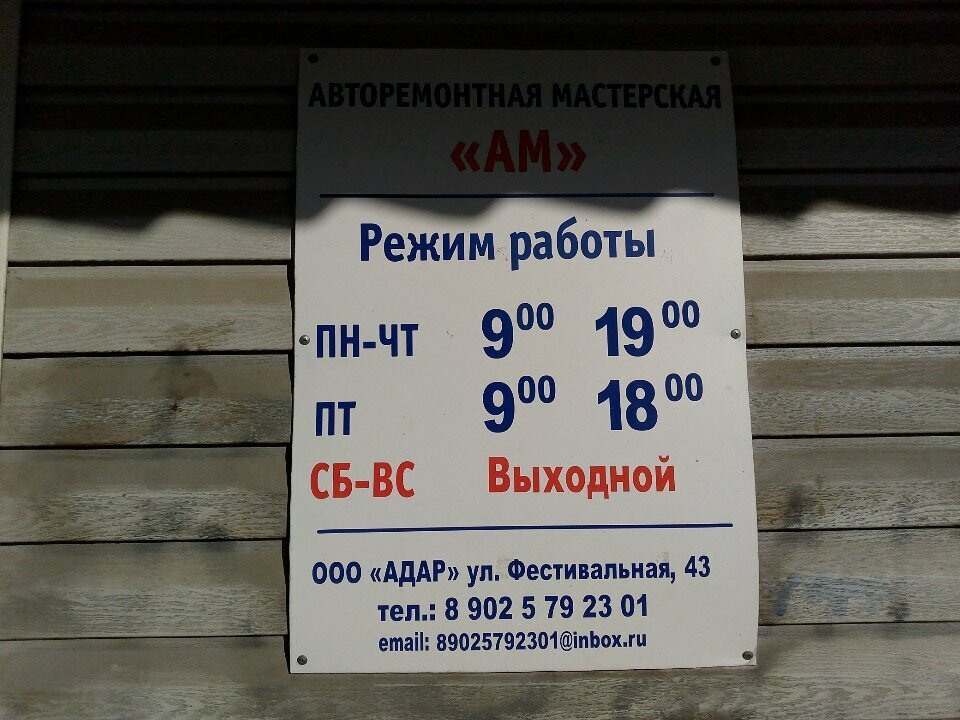 АВТОРЕМОНТНАЯ МАСТЕРСКАЯ
«АМ»
Режим работы
ПН-ЧТ 9⁰⁰ 19⁰⁰
ПТ 9⁰⁰ 18⁰⁰
СБ-ВС Выходной
ООО «АДАР» ул. Фестивальная, 43
тел.: 8 902 5 79 23 01
email: 89025792301@inbox.ru